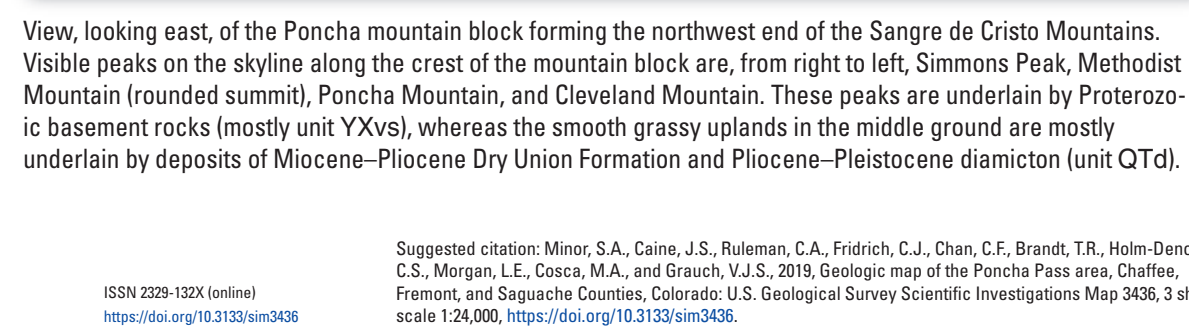 View, looking east, of the Poncha mountain block forming the northwest end of the Sangre de Cristo Mountains.
Visible peaks on the skyline along the crest of the mountain block are, from right to left, Simmons Peak, Methodist
Mountain (rounded summit), Poncha Mountain, and Cleveland Mountain. These peaks are underlain by Proterozo-
ic basement rocks (mostly unit YXvs), whereas the smooth grassy uplands in the middle ground are mostly
underlain by deposits of Miocene–Pliocene Dry Union Formation and Pliocene–Pleistocene diamicton (unit QTd).
ISSN 2329-132X (online)
https://doi.org/10.3133/sim3436
Suggested citation: Minor, S.A., Caine, J.S., Ruleman, C.A., Fridrich, C.J., Chan, C.F., Brandt, T.R., Holm-Deno
C.S., Morgan, L.E., Cosca, M.A., and Grauch, V.J.S., 2019, Geologic map of the Poncha Pass area, Chaffee,
Fremont, and Saguache Counties, Colorado: U.S. Geological Survey Scientific Investigations Map 3436, 3 sh
scale 1:24,000, https://doi.org/10.3133/sim3436.